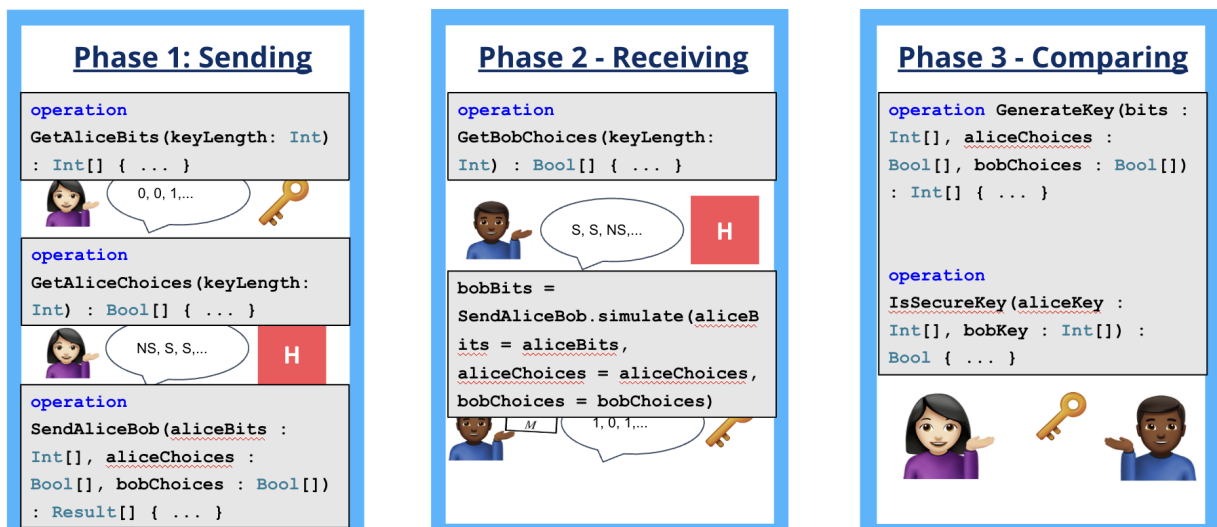 Phase 1: Sending
operation
GetAliceBits(keyLength: Int)
: Int[] { ... }
0, 0, 1,...
operation
GetAliceChoices(keyLength:
Int) : Bool[] { ... }
NS, S, S,...
H
operation
SendAliceBob(aliceBits :
Int[], aliceChoices :
Bool[], bobChoices : Bool[])
: Result[] { ... }
Phase 2 - Receiving
operation
GetBobChoices(keyLength:
Int) : Bool[] { ... }
S, S, NS,...
H
bobBits =
SendAliceBob.simulate(aliceB
its = aliceBits,
aliceChoices = aliceChoices,
bobChoices = bobChoices)
M
1, 0, 1,...
Phase 3 - Comparing
operation GenerateKey(bits :
Int[], aliceChoices :
Bool[], bobChoices : Bool[])
: Int[] { ... }
operation
IsSecureKey(aliceKey :
Int[], bobKey : Int[]) :
Bool { ... }